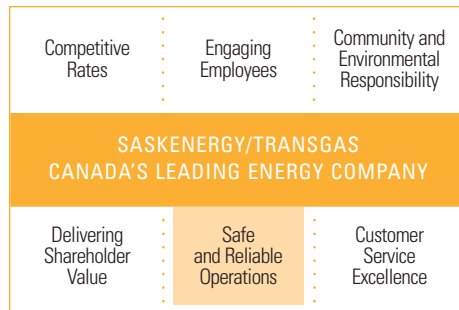 Competitive
Rates
Engaging
Employees
Community and
Environmental
Responsibility
SASKENERGY/TRANSGAS
CANADA'S LEADING ENERGY COMPANY
Delivering
Shareholder
Value
Safe
and Reliable
Operations
Customer
Service
Excellence